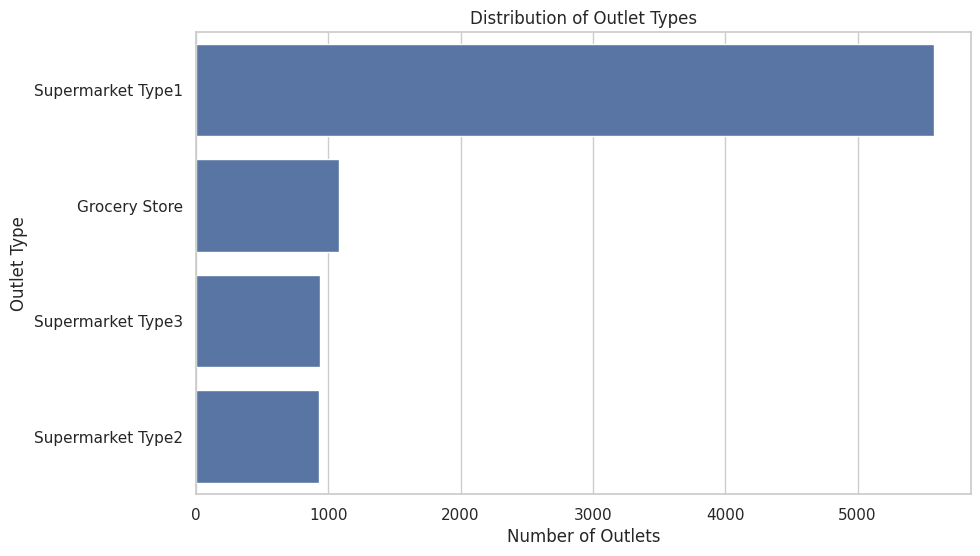 Distribution of Outlet Types
Supermarket Type1
Grocery Store
Supermarket Type3
Supermarket Type2
Outlet Type
0 1000 2000 3000 4000 5000
Number of Outlets